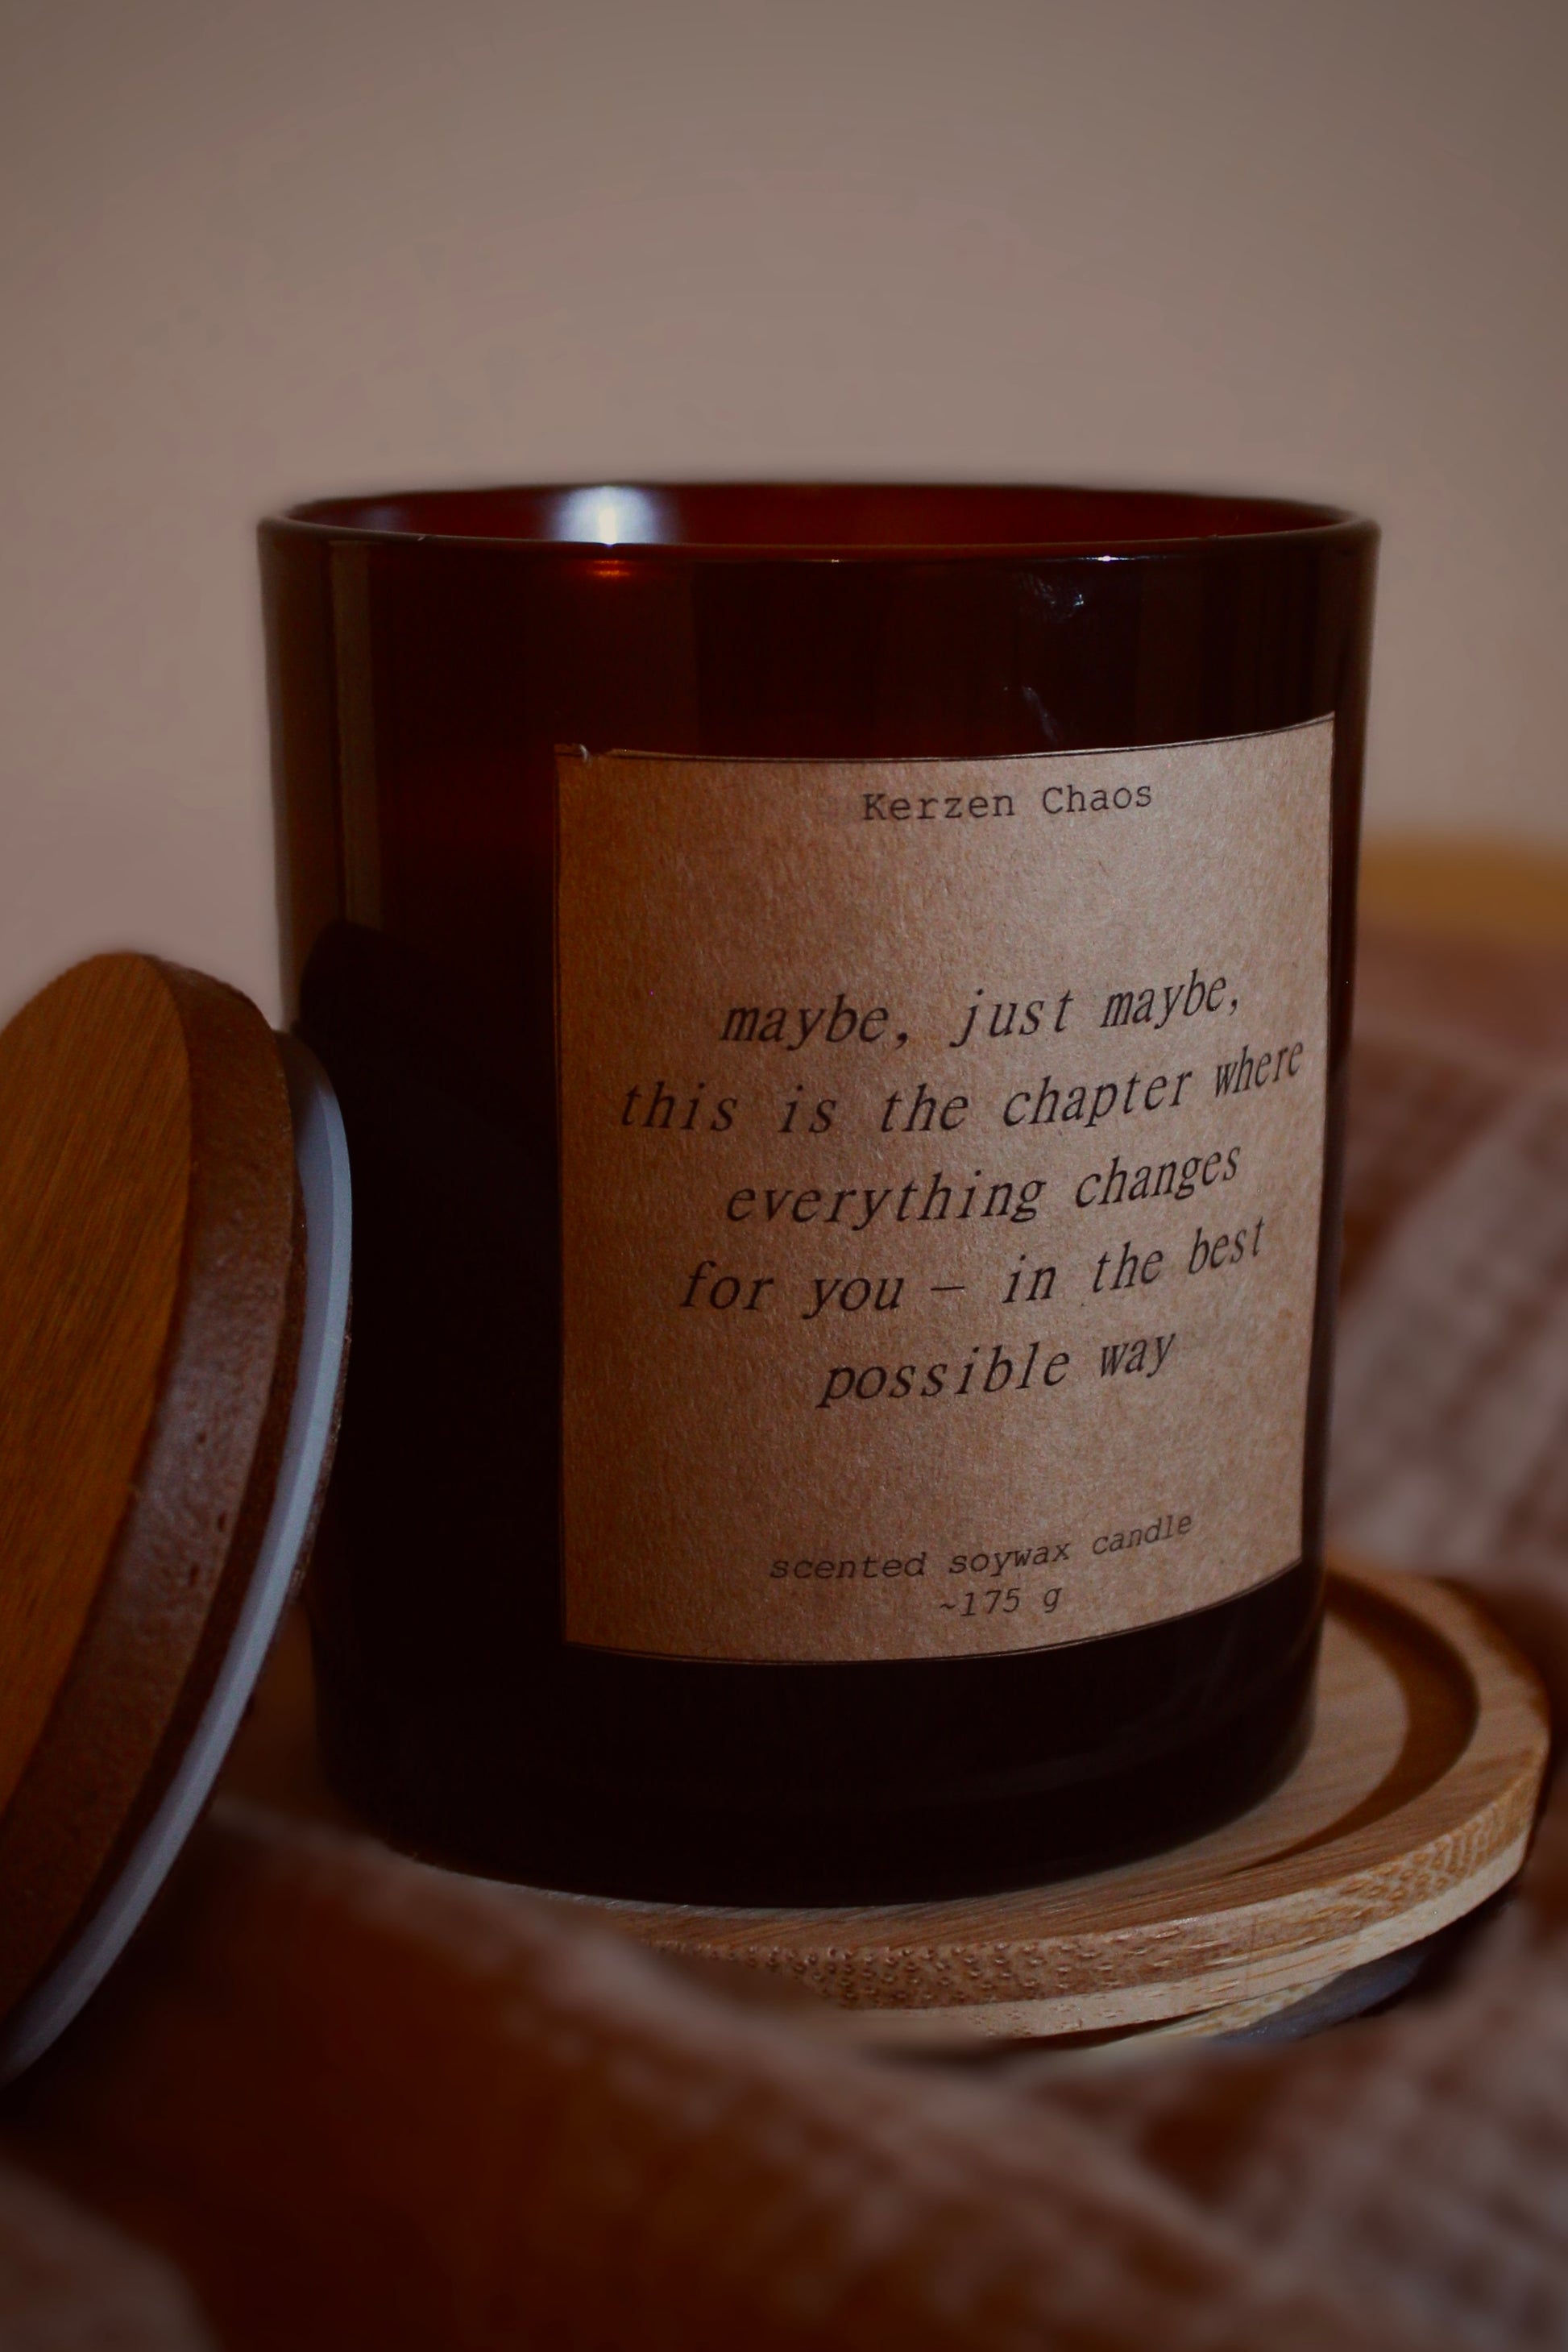 Kerzen Chaos
maybe, just maybe,
this is the chapter where
everything changes
for you — in the best
possible way
scented soywax candle
~175 g